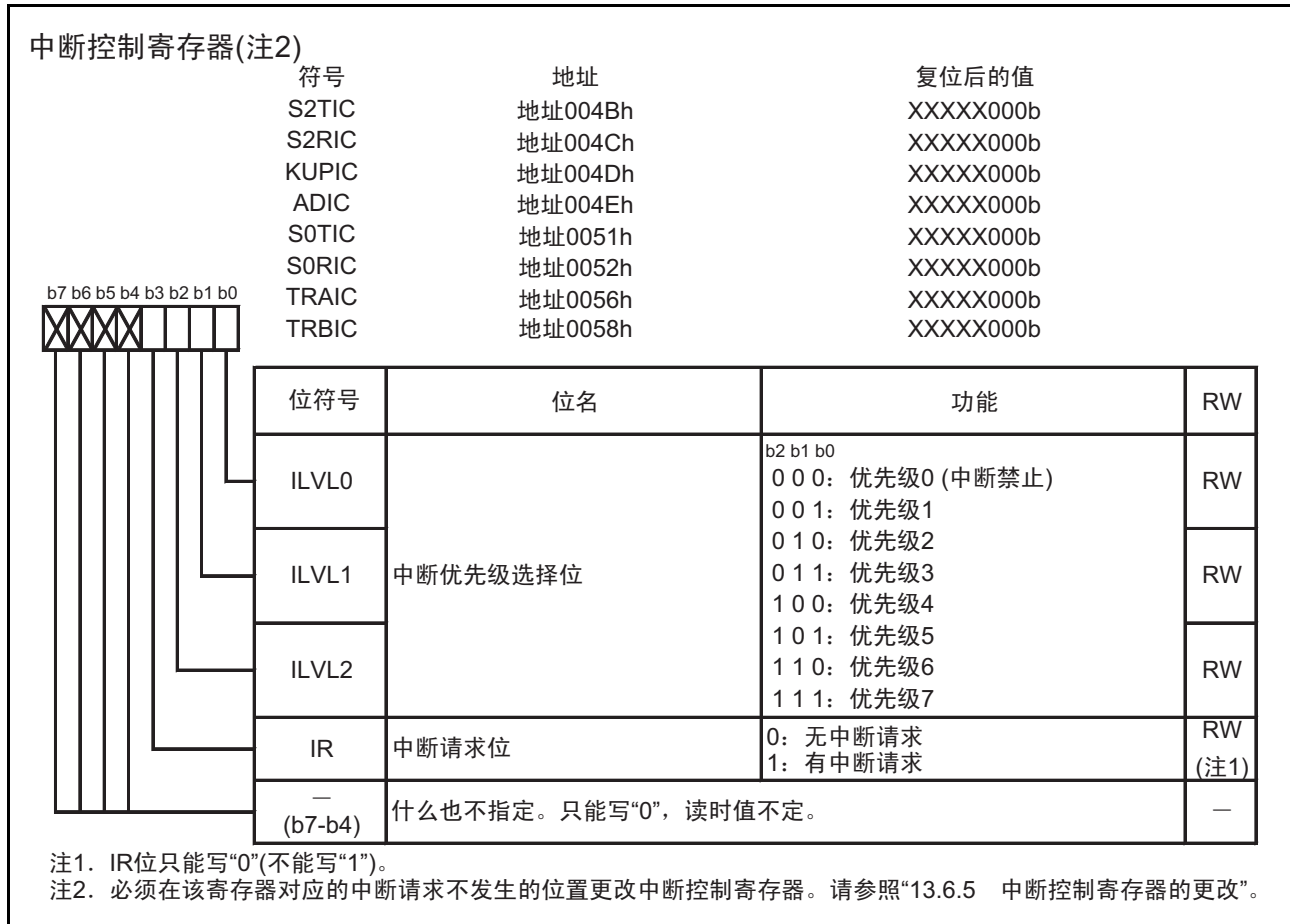 中断控制寄存器(注2)
符号 地址 复位后的值
S2TIC 地址004Bh XXXXX000b
S2RIC 地址004Ch XXXXX000b
KUPIC 地址004Dh XXXXX000b
ADIC 地址004Eh XXXXX000b
S0TIC 地址0051h XXXXX000b
S0RIC 地址0052h XXXXX000b
TRAIC 地址0056h XXXXX000b
TRBIC 地址0058h XXXXX000b
b7 b6 b5 b4 b3 b2 b1 b0
位符号 位名 功能 RW
ILVL0 RW
ILVL1 RW
ILVL2 RW
中断优先级选择位
b2 b1 b0
0 0 0：优先级0 (中断禁止)
0 0 1：优先级1
0 1 0：优先级2
0 1 1：优先级3
1 0 0：优先级4
1 0 1：优先级5
1 1 0：优先级6
1 1 1：优先级7
IR 中断请求位
0：无中断请求
1：有中断请求
RW
(注1)
—
(b7-b4)
什么也不指定。只能写“0”，读时值不定。 —
注1. IR位只能写“0”(不能写“1”)。
注2. 必须在该寄存器对应的中断请求不发生的位置更改中断控制寄存器。请参照“13.6.5 中断控制寄存器的更改”。